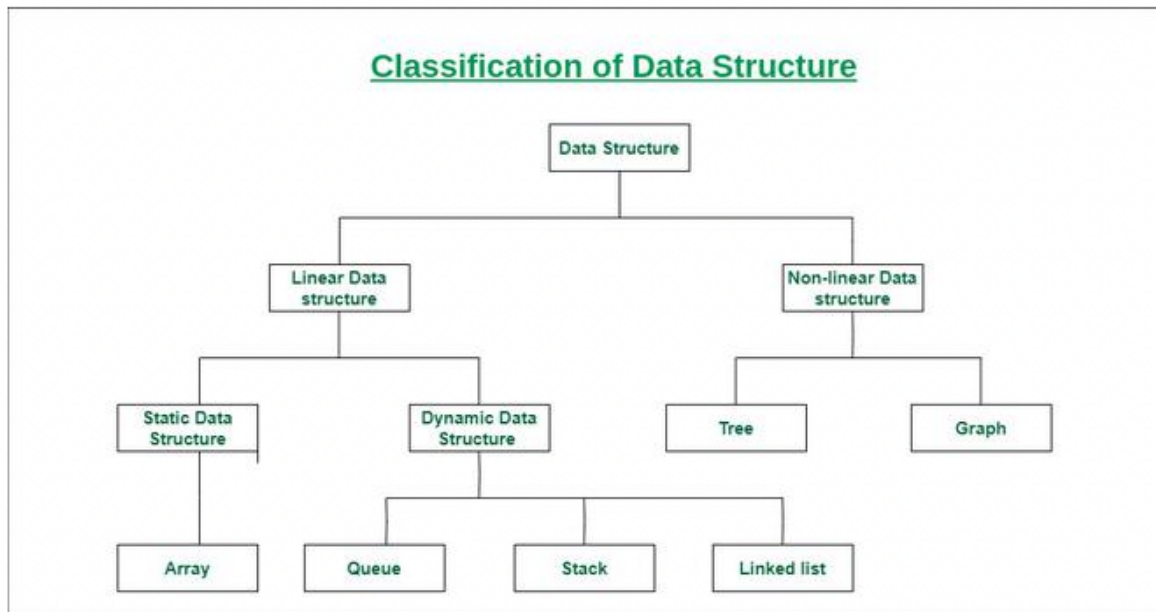 Classification of Data Structure
Data Structure
Linear Data
structure
Non-linear Data
structure
Static Data
Structure
Dynamic Data
Structure
Tree
Graph
Array
Queue
Stack
Linked list